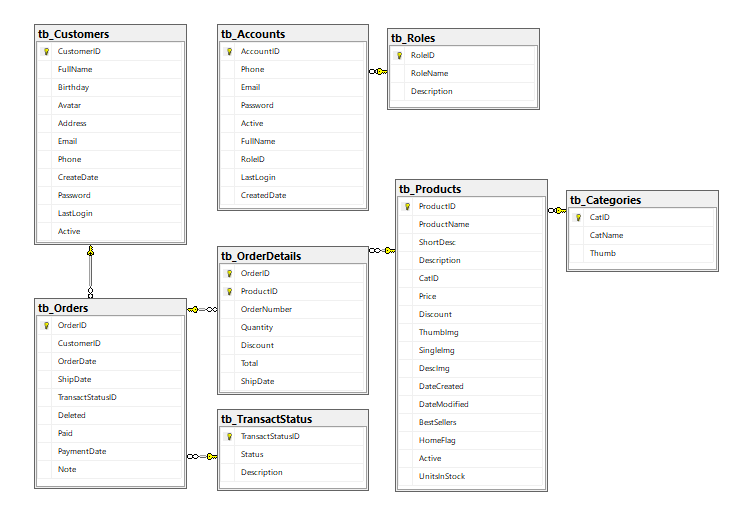 tb_Customers
CustomerID
FullName
Birthday
Avatar
Address
Email
Phone
CreateDate
Password
LastLogin
Active
tb_Accounts
AccountID
Phone
Email
Password
Active
FullName
RoleID
LastLogin
CreatedDate
tb_Roles
RoleID
RoleName
Description
tb_Products
ProductID
ProductName
ShortDesc
Description
CatID
Price
Discount
ThumbImg
SingleImg
DescImg
DateCreated
DateModified
BestSellers
HomeFlag
Active
UnitsInStock
tb_Categories
CatID
CatName
Thumb
tb_OrderDetails
OrderID
ProductID
OrderNumber
Quantity
Discount
Total
ShipDate
tb_Orders
OrderID
CustomerID
OrderDate
ShipDate
TransactStatusID
Deleted
Paid
PaymentDate
Note
tb_TransactStatus
TransactStatusID
Status
Description